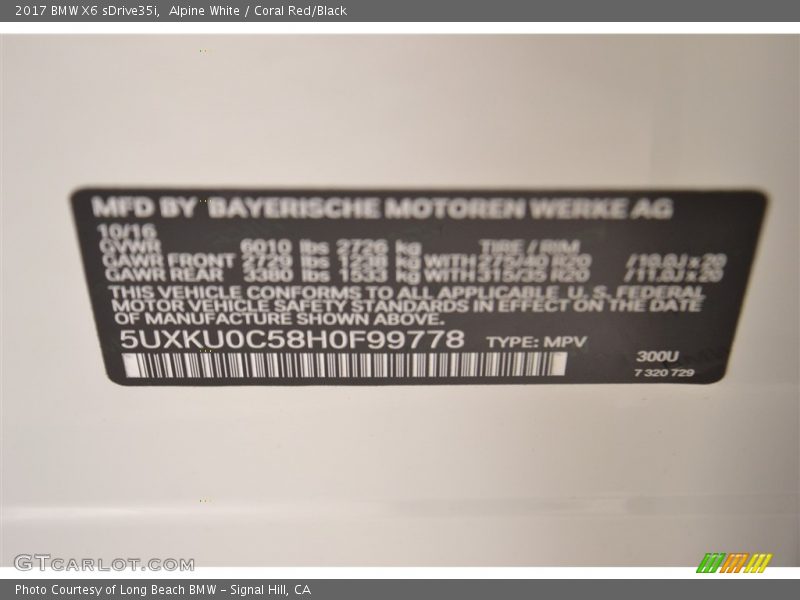 2017 BMW X6 sDrive35i, Alpine White / Coral Red/Black
MFD BY BAYERISCHE MOTOREN WERKE AG
10/16
GVWR 6010 lbs 2726 kg TIRE / RIM
GAWR FRONT 2729 lbs 1238 kg WITH 275/40 R20 /10.0J x 20
GAWR REAR 3380 lbs 1533 kg WITH 315/35 R20 /11.0J x 20
THIS VEHICLE CONFORMS TO ALL APPLICABLE U. S. FEDERAL
MOTOR VEHICLE SAFETY STANDARDS IN EFFECT ON THE DATE
OF MANUFACTURE SHOWN ABOVE.
5UXKU0C58H0F99778 TYPE: MPV
300U
7 320 729
GTCARLOT.COM
Photo Courtesy of Long Beach BMW - Signal Hill, CA